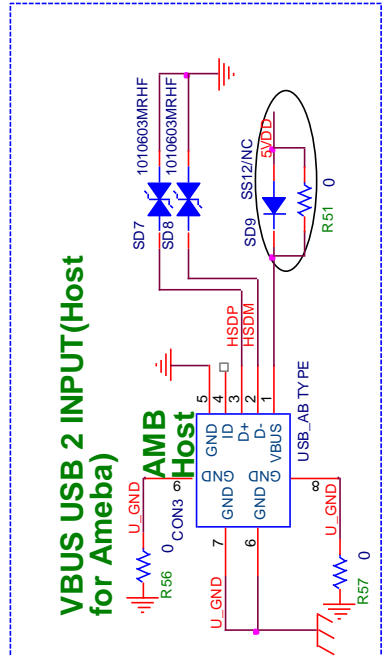 VBUS USB 2 INPUT(Host
for Ameba)
1010603MRHF
1010603MRHF
SD7
SD8
5VDD
SS12/NC
SD9
R51
0
HSDP
HSDM
AMB
Host
5
4
3
2
1
GND
ID
D+
D-
VBUS
USB_AB TYPE
GND
GND
GND
GND
9
8
7
6
CON3
U_GND
U_GND
U_GND
R56
0
R57
0